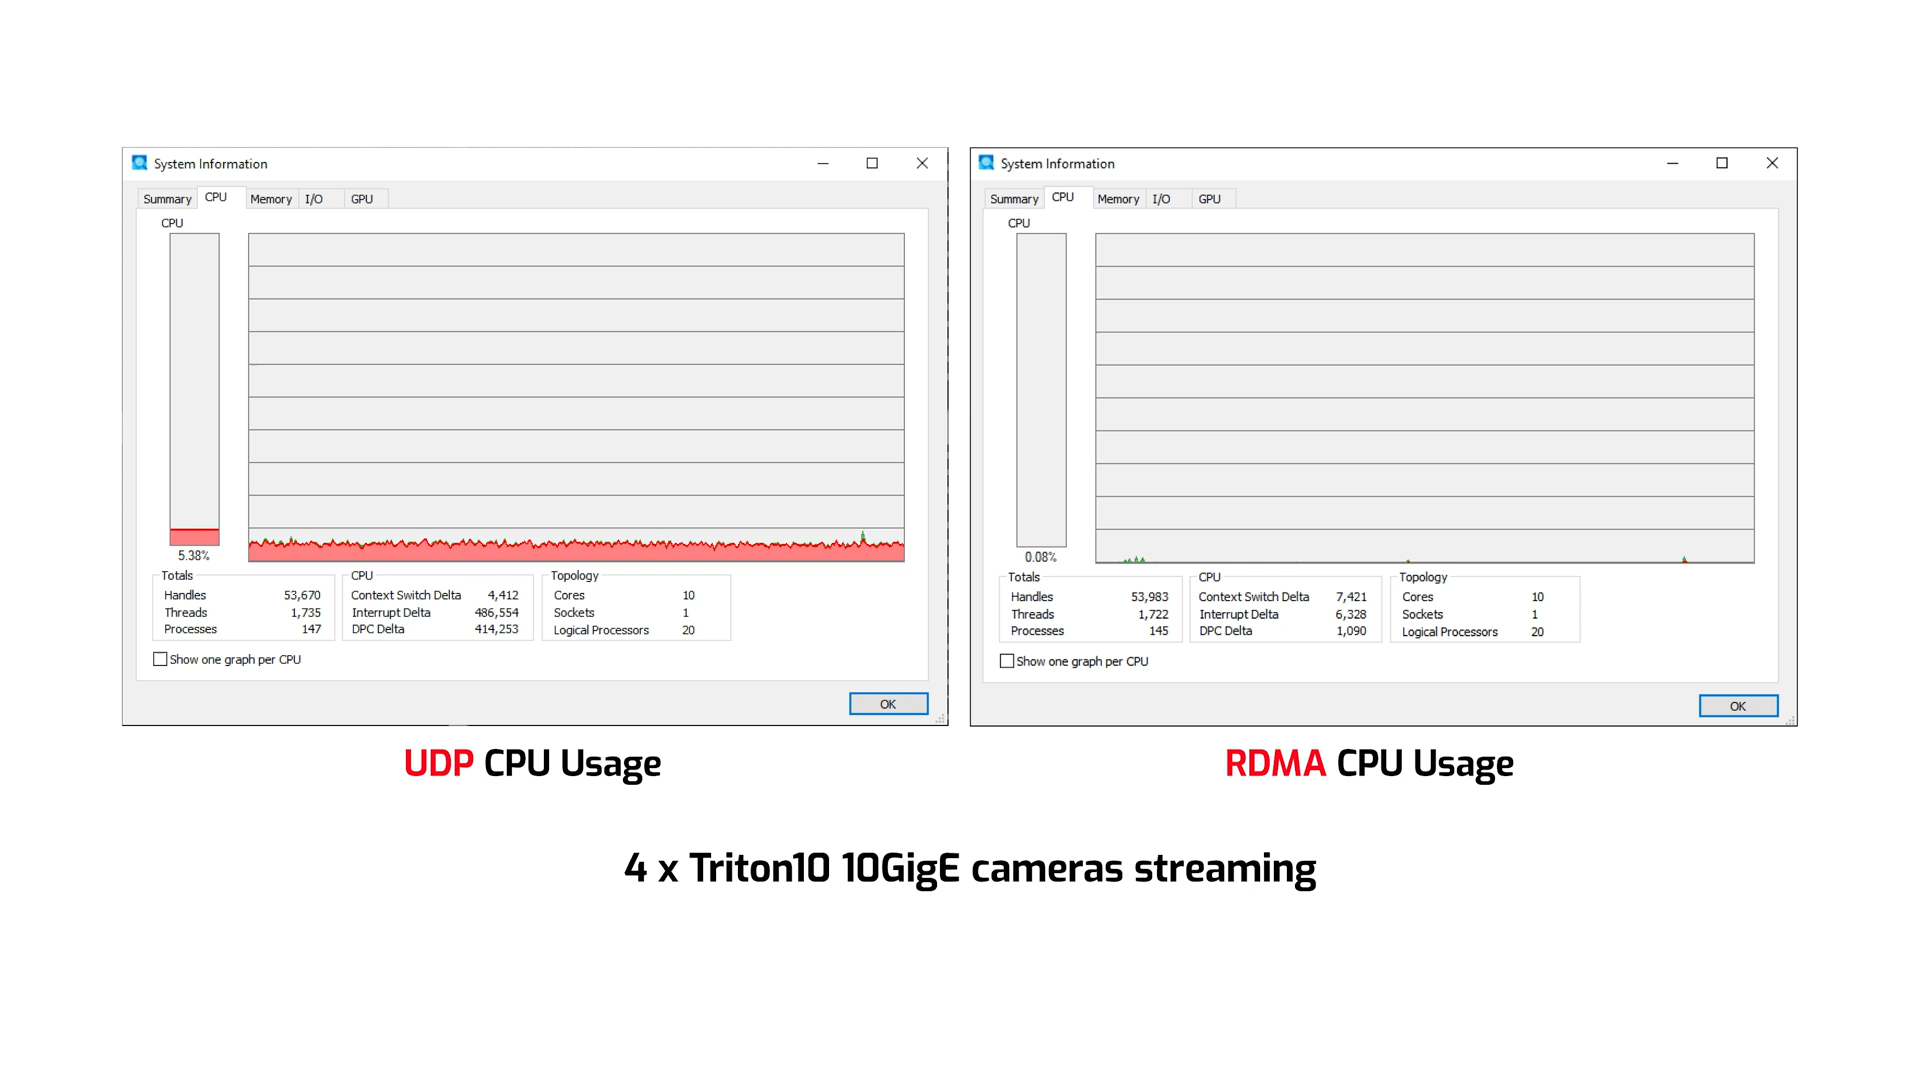 System Information
Summary CPU Memory I/O GPU
CPU
5.38%
Totals
Handles 53,670
Threads 1,735
Processes 147
CPU
Context Switch Delta 4,412
Interrupt Delta 486,554
DPC Delta 414,253
Topology
Cores 10
Sockets 1
Logical Processors 20
Show one graph per CPU
OK
UDP CPU Usage
System Information
Summary CPU Memory I/O GPU
CPU
0.08%
Totals
Handles 53,983
Threads 1,722
Processes 145
CPU
Context Switch Delta 7,421
Interrupt Delta 6,328
DPC Delta 1,090
Topology
Cores 10
Sockets 1
Logical Processors 20
Show one graph per CPU
OK
RDMA CPU Usage
4 x Triton10 10GigE cameras streaming